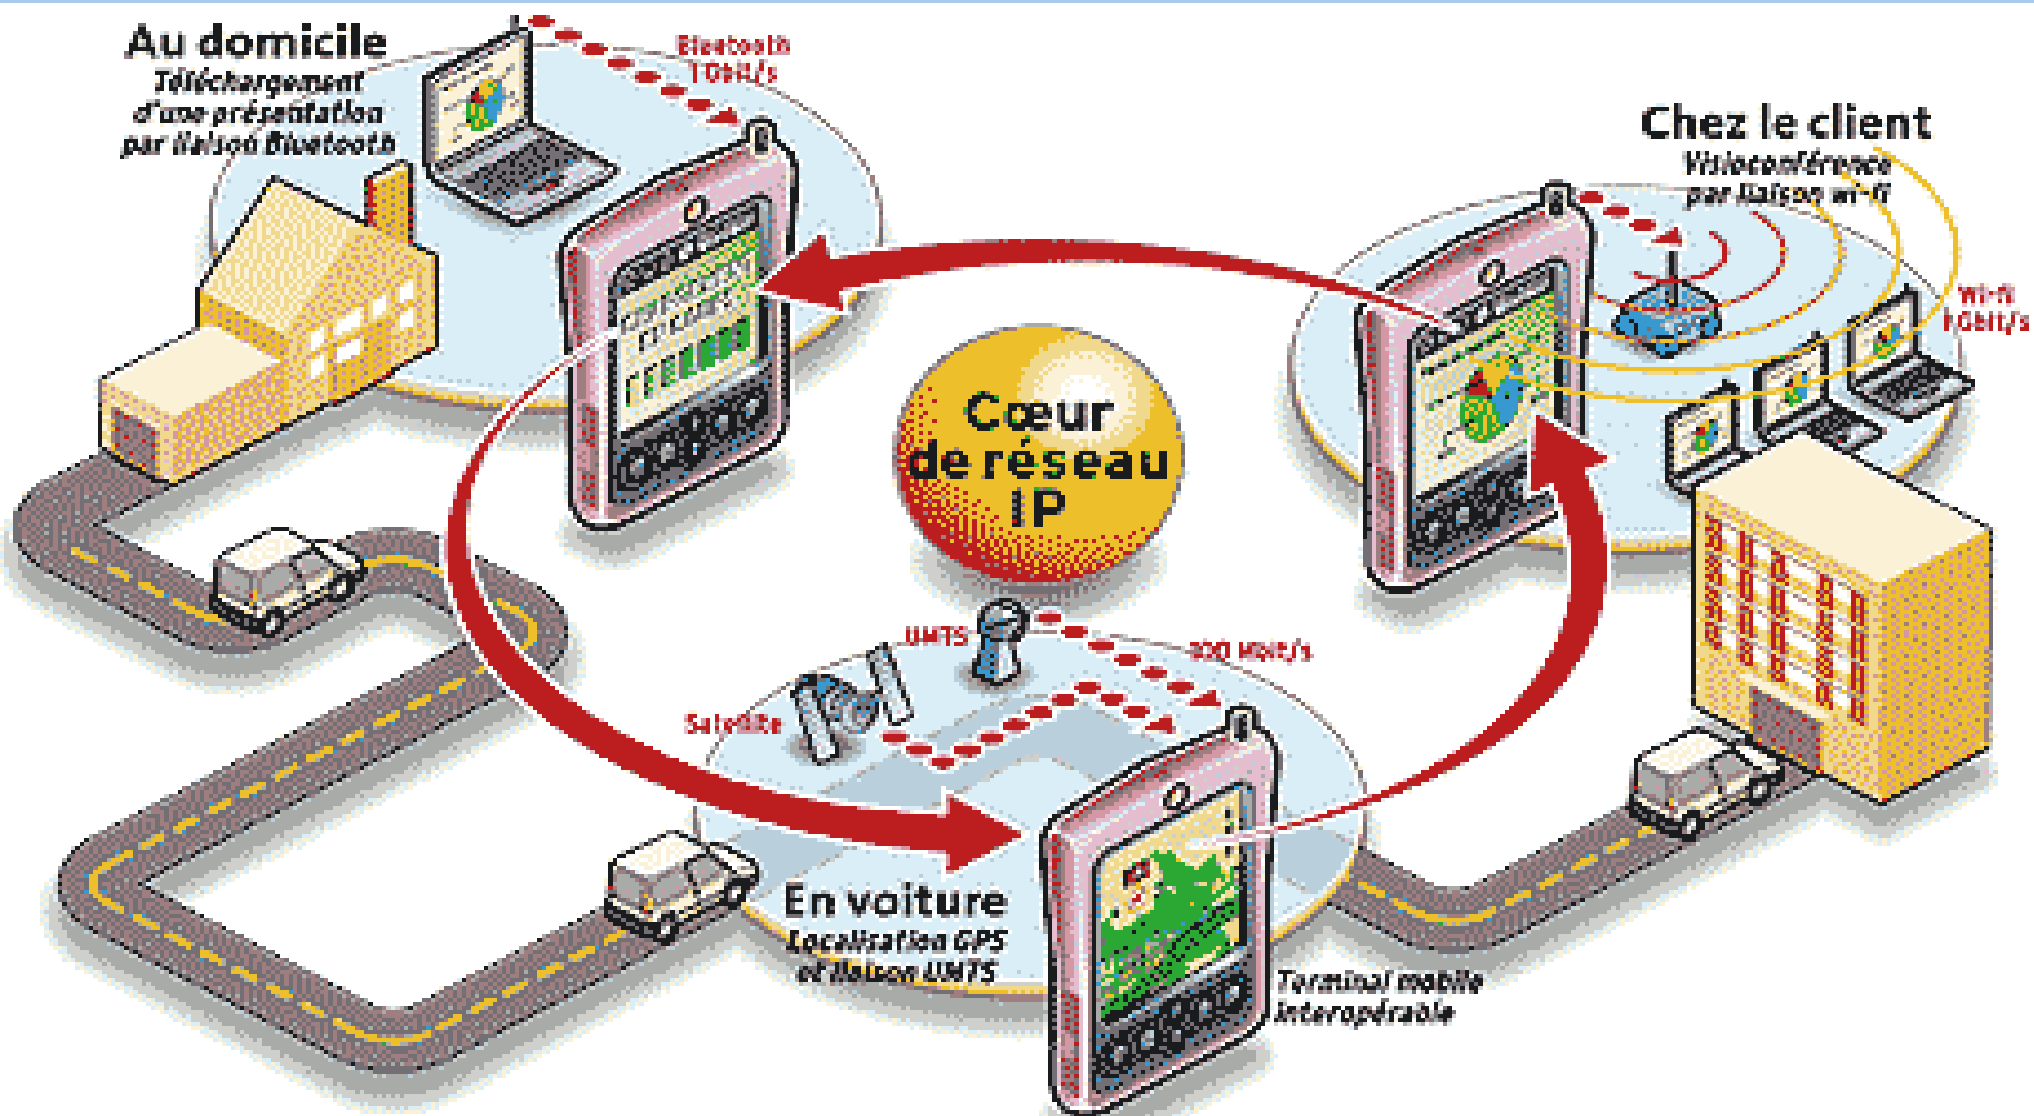 Au domicile
Téléchargement
d'une présentation
par liaison Bluetooth
Bluetooth
1 Gbit/s
Chez le client
Visioconférence
par liaison wi-fi
Wi-fi
1 Gbit/s
Cœur
de réseau
IP
UMTS
100 Mbit/s
Satellite
En voiture
Localisation GPS
et liaison UMTS
Terminal mobile
interopérable